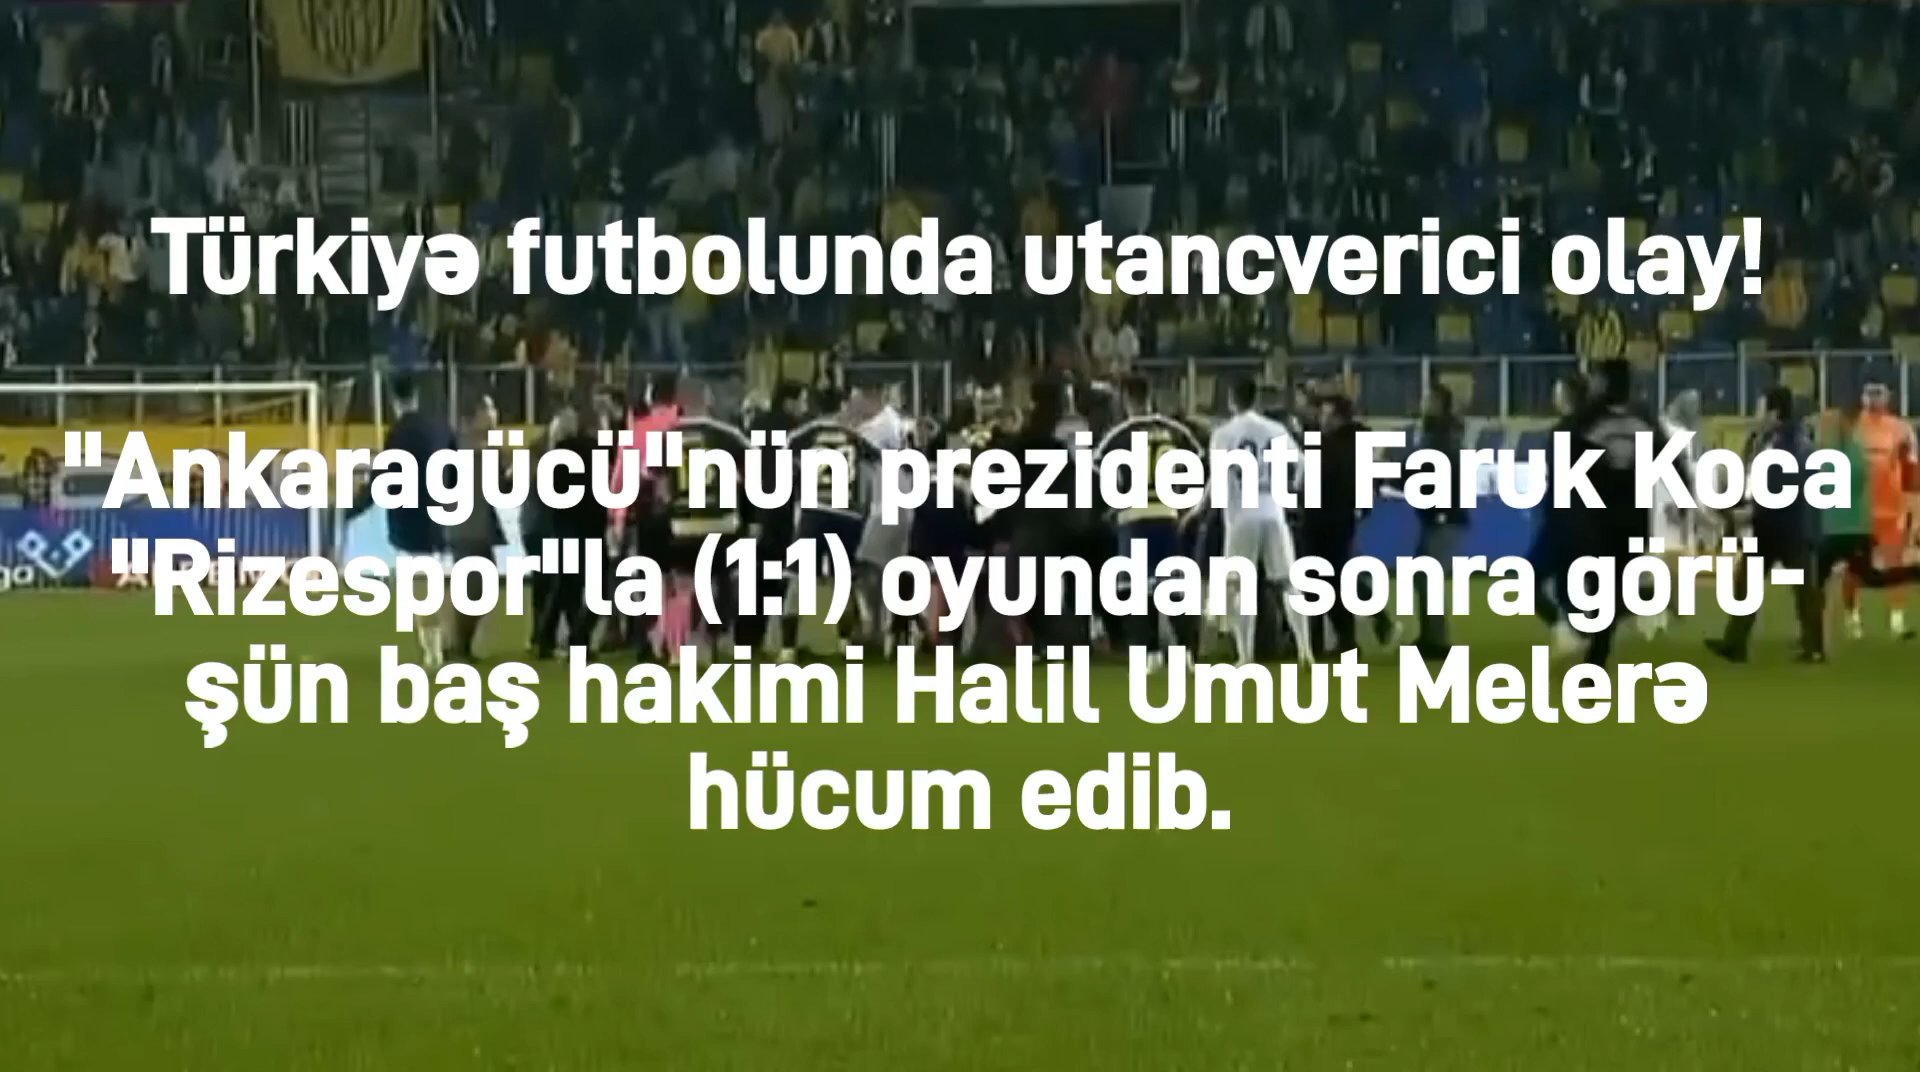 Türkiyə futbolunda utancverici olay!
"Ankaragücü"nün prezidenti Faruk Koca
"Rizespor"la (1:1) oyundan sonra görü-
şün baş hakimi Halil Umut Melerə
hücum edib.